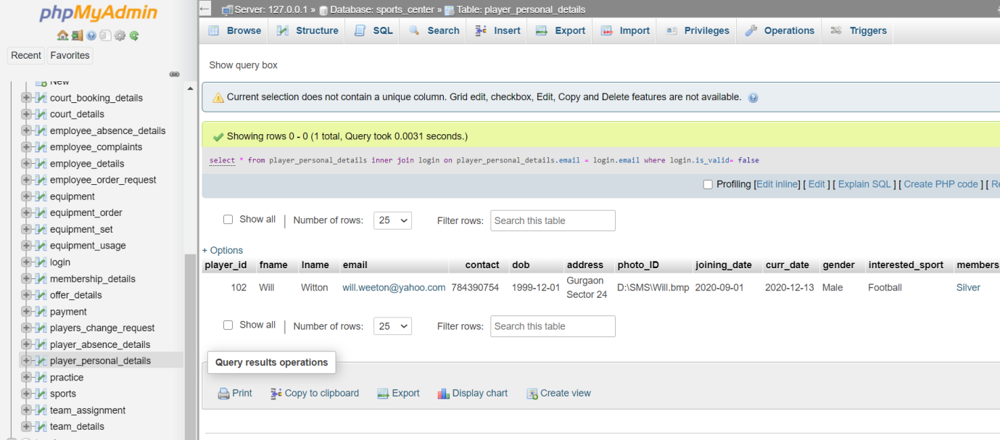 phpMyAdmin
Recent Favorites
New
court_booking_details
court_details
employee_absence_details
employee_complaints
employee_details
employee_order_request
equipment
equipment_order
equipment_set
equipment_usage
login
membership_details
offer_details
payment
players_change_request
player_absence_details
player_personal_details
practice
sports
team_assignment
team_details
Server: 127.0.0.1 » Database: sports_center » Table: player_personal_details
Browse Structure SQL Search Insert Export Import Privileges Operations Triggers
Show query box
Current selection does not contain a unique column. Grid edit, checkbox, Edit, Copy and Delete features are not available.
Showing rows 0 - 0 (1 total, Query took 0.0031 seconds.)
select * from player_personal_details inner join login on player_personal_details.email = login.email where login.is_valid= false
Profiling [Edit inline] [ Edit ] [ Explain SQL ] [ Create PHP code ] [ Re
Show all | Number of rows: 25 Filter rows: Search this table
+ Options
player_id fname lname email contact dob address photo_ID joining_date curr_date gender interested_sport members
102 Will Witton will.weeton@yahoo.com 784390754 1999-12-01 Gurgaon Sector 24 D:\SMS\Will.bmp 2020-09-01 2020-12-13 Male Football Silver
Show all | Number of rows: 25 Filter rows: Search this table
Query results operations
Print Copy to clipboard Export Display chart Create view